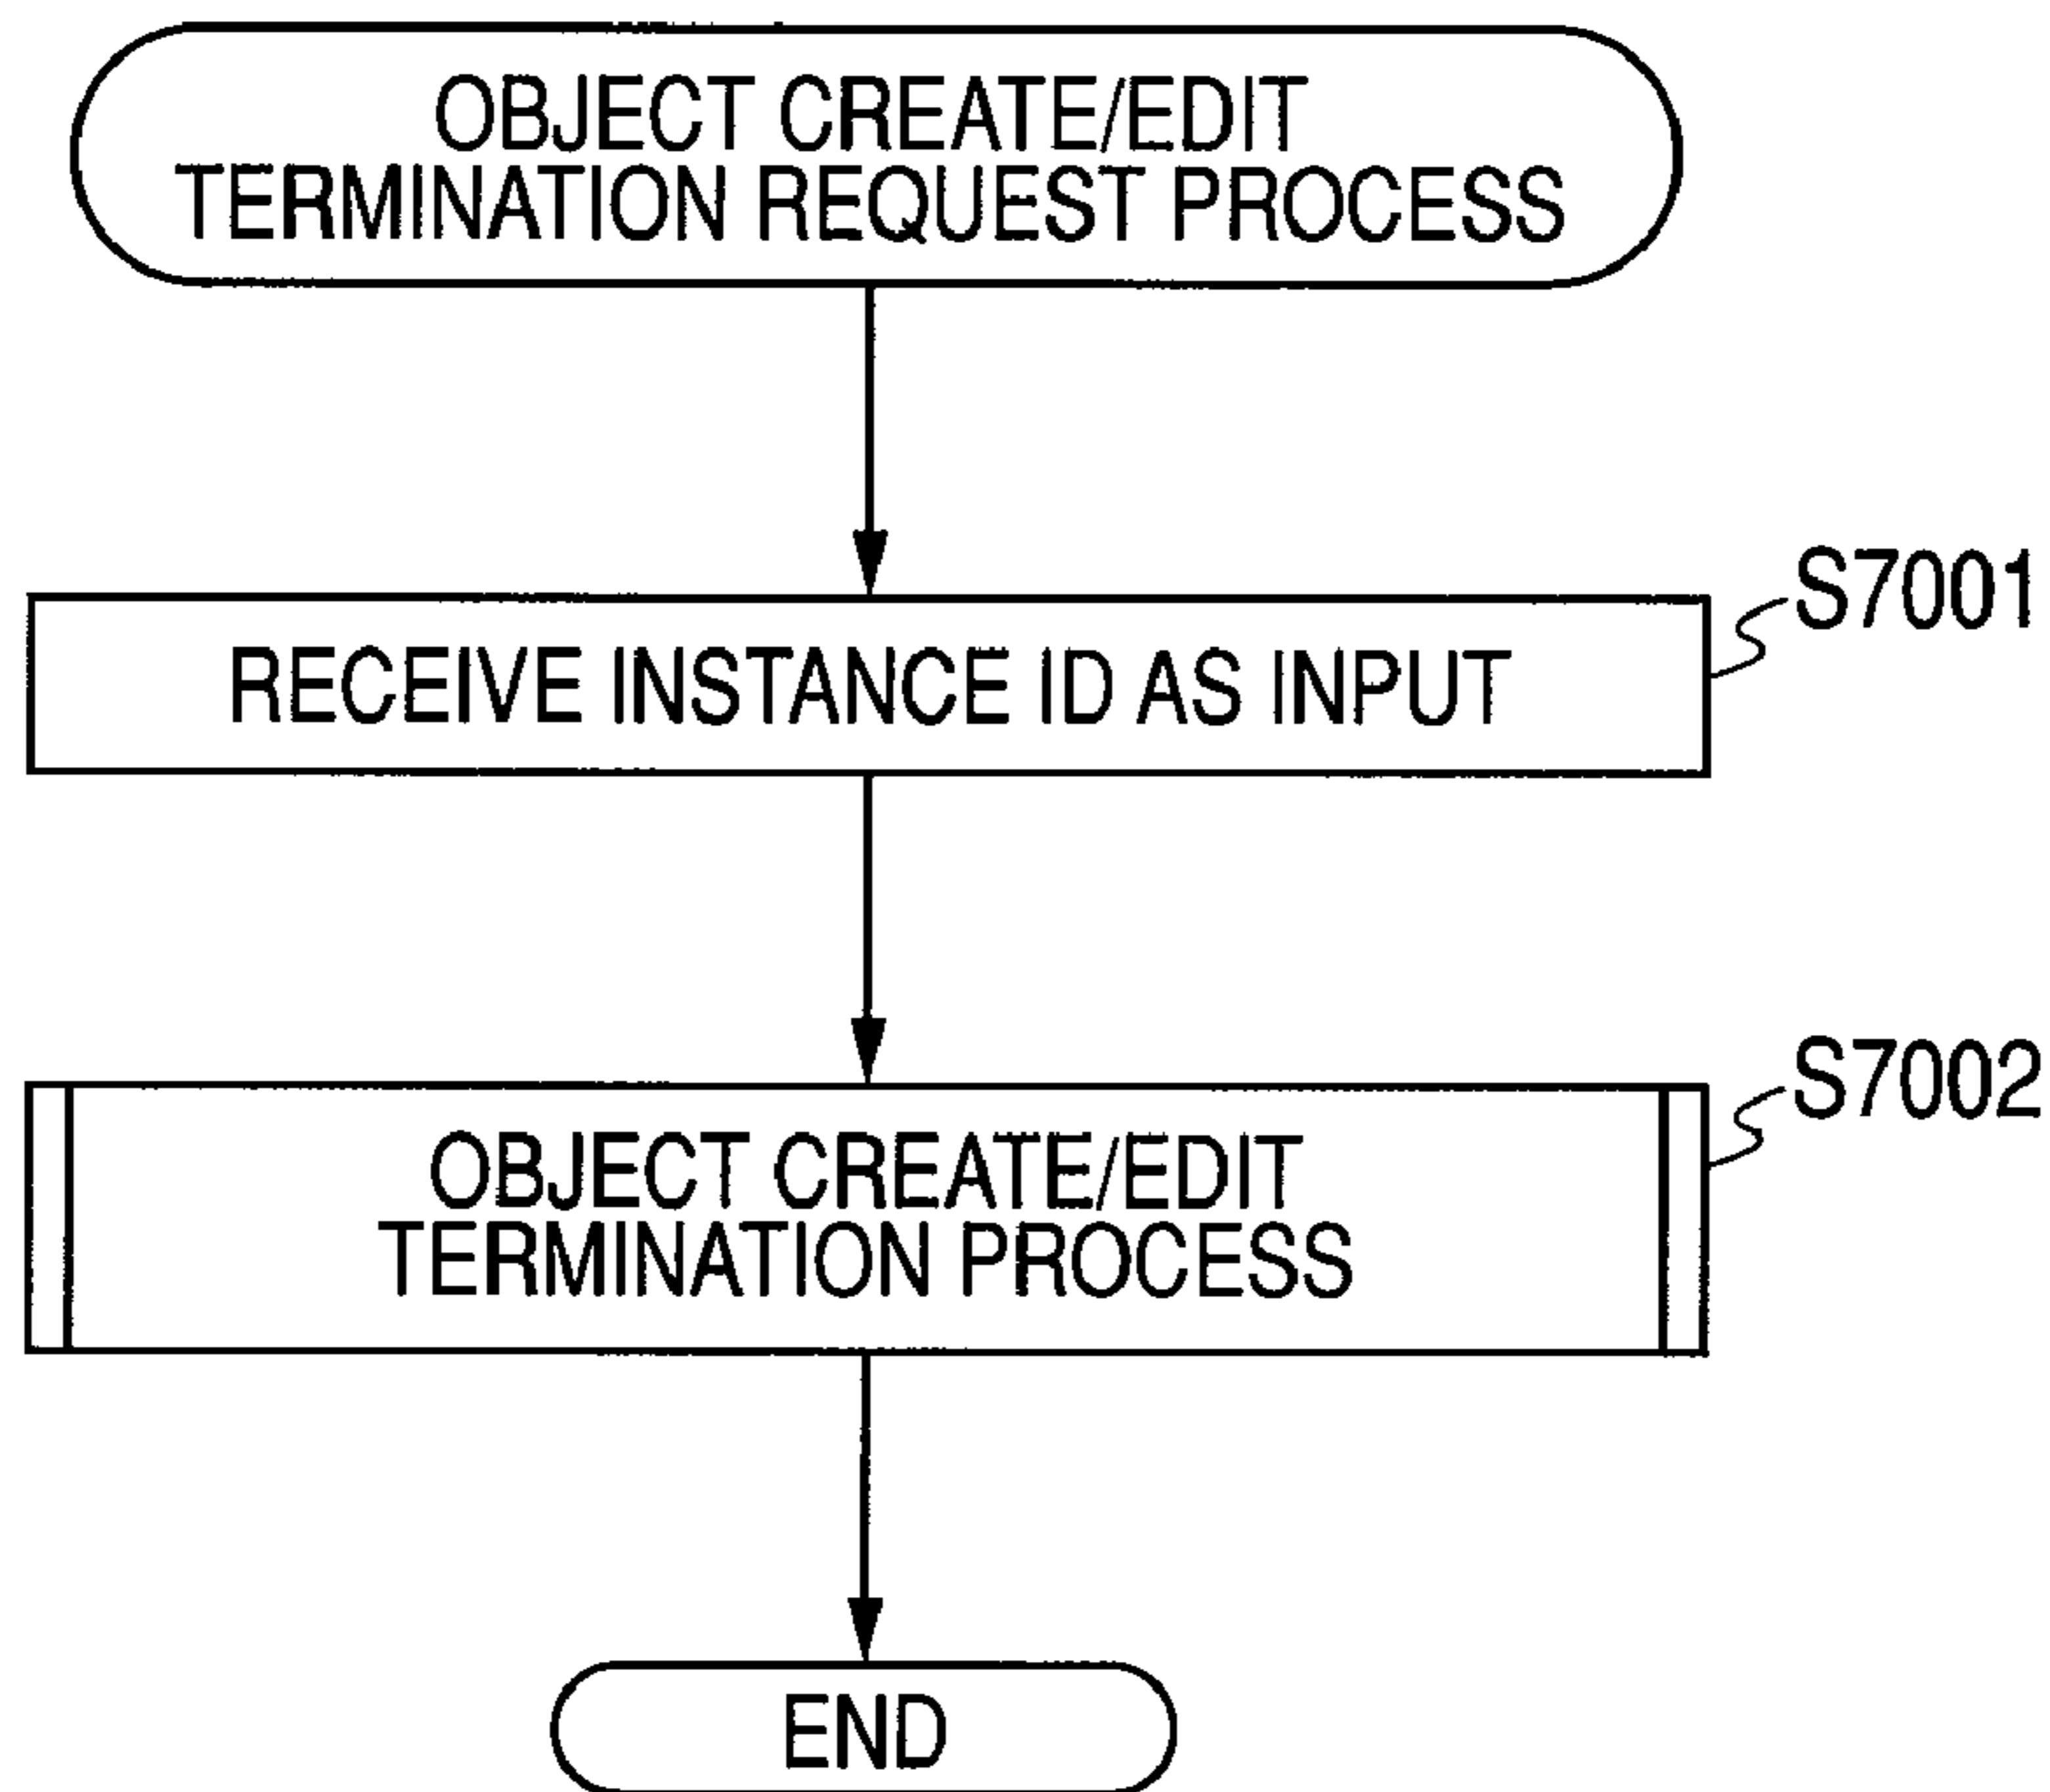 OBJECT CREATE/EDIT
TERMINATION REQUEST PROCESS
S7001
RECEIVE INSTANCE ID AS INPUT
S7002
OBJECT CREATE/EDIT
TERMINATION PROCESS
END